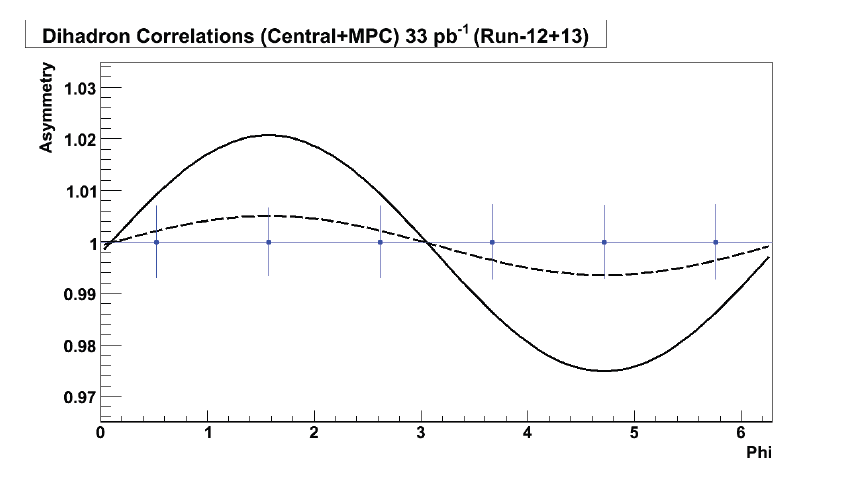 Dihadron Correlations (Central+MPC) 33 pb⁻¹ (Run-12+13)
Asymmetry
1.03
1.02
1.01
1
0.99
0.98
0.97
0 1 2 3 4 5 6
Phi